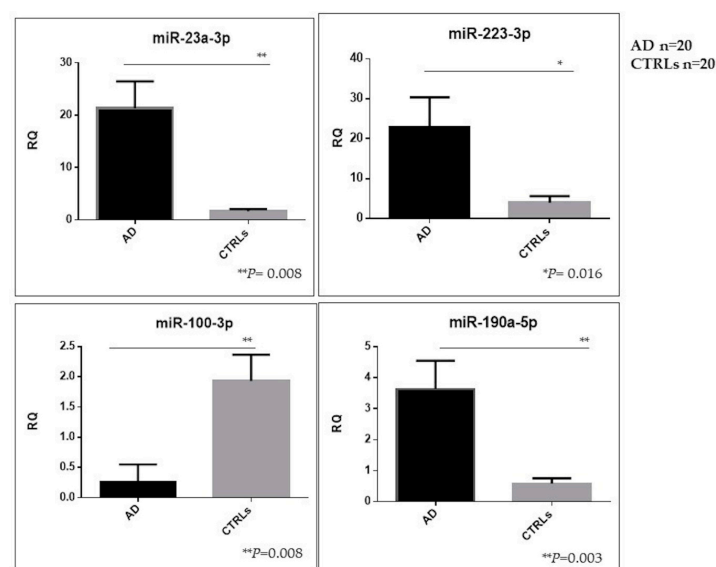 miR-23a-3p
**
30
20
10
0
RQ
AD
CTRLs
**P= 0.008
miR-223-3p
*
40
30
20
10
0
RQ
AD
CTRLs
*P= 0.016
AD n=20
CTRLs n=20
miR-100-3p
**
2.5
2.0
1.5
1.0
0.5
0.0
RQ
AD
CTRLs
**P=0.008
miR-190a-5p
**
5
4
3
2
1
0
RQ
AD
CTRLs
**P=0.003